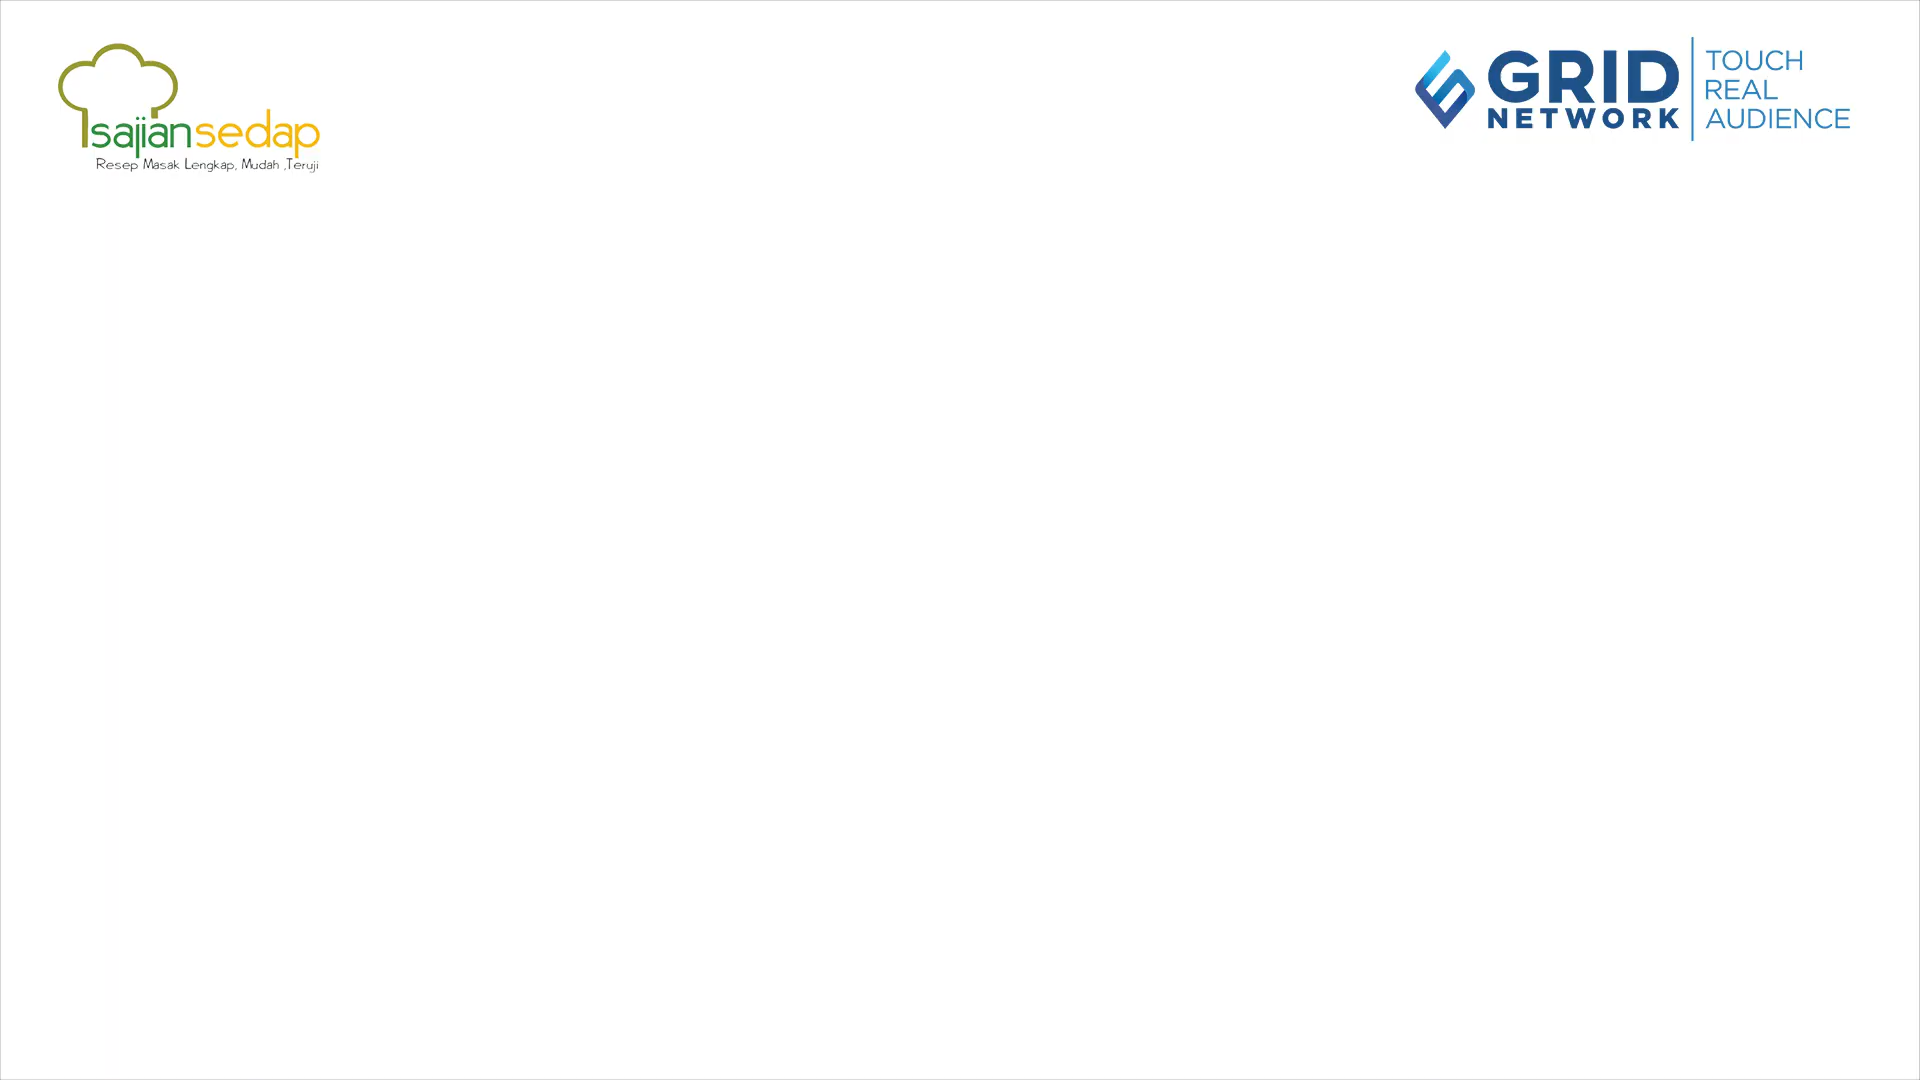 sajiansedap
Resep Masak Lengkap, Mudah ,Teruji
GRID
NETWORK
TOUCH
REAL
AUDIENCE